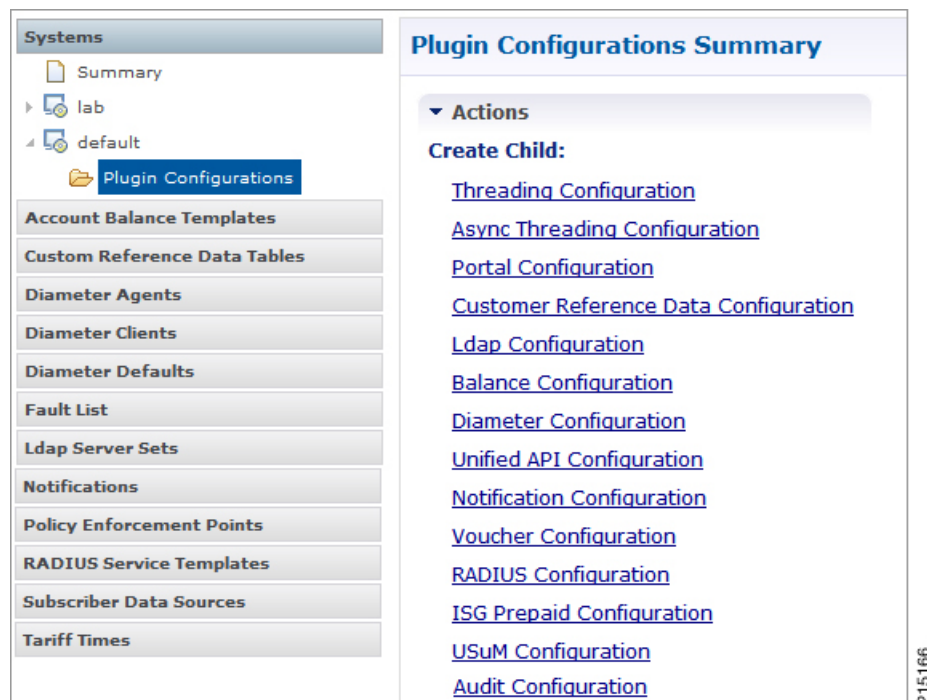 Systems
Summary
lab
default
Plugin Configurations
Account Balance Templates
Custom Reference Data Tables
Diameter Agents
Diameter Clients
Diameter Defaults
Fault List
Ldap Server Sets
Notifications
Policy Enforcement Points
RADIUS Service Templates
Subscriber Data Sources
Tariff Times
Plugin Configurations Summary
Actions
Create Child:
Threading Configuration
Async Threading Configuration
Portal Configuration
Customer Reference Data Configuration
Ldap Configuration
Balance Configuration
Diameter Configuration
Unified API Configuration
Notification Configuration
Voucher Configuration
RADIUS Configuration
ISG Prepaid Configuration
USuM Configuration
Audit Configuration